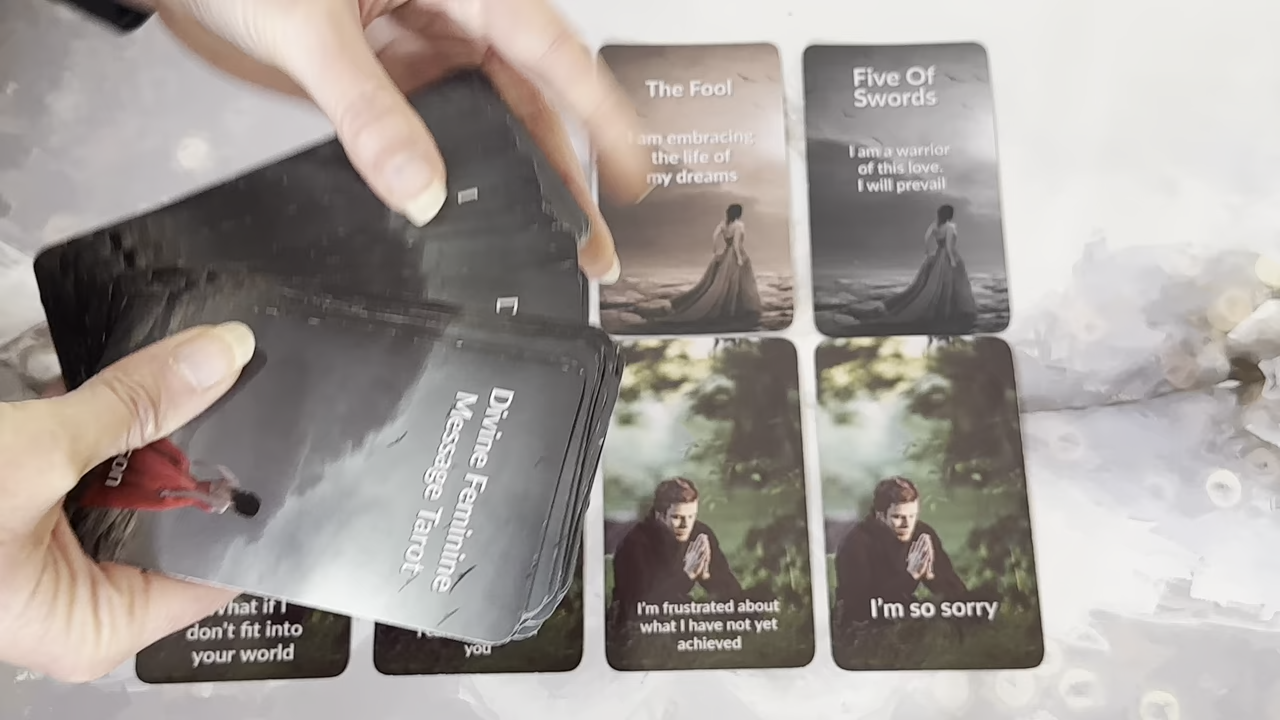 The Fool
I am embracing
the life of
my dreams
Five Of
Swords
I am a warrior
of this love.
I will prevail
Divine Feminine
Message Tarot
What if I
don't fit into
your world
you
I'm frustrated about
what I have not yet
achieved
I'm so sorry